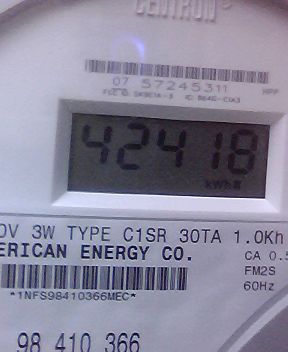 CENTRON®
07 57245311
HPP
42418
kWh
0V 3W TYPE C1SR 30TA 1.0Kh
ERICAN ENERGY CO.
CA 0.5
*1NFS98410366MEC*
FM2S
60Hz
98 410 366